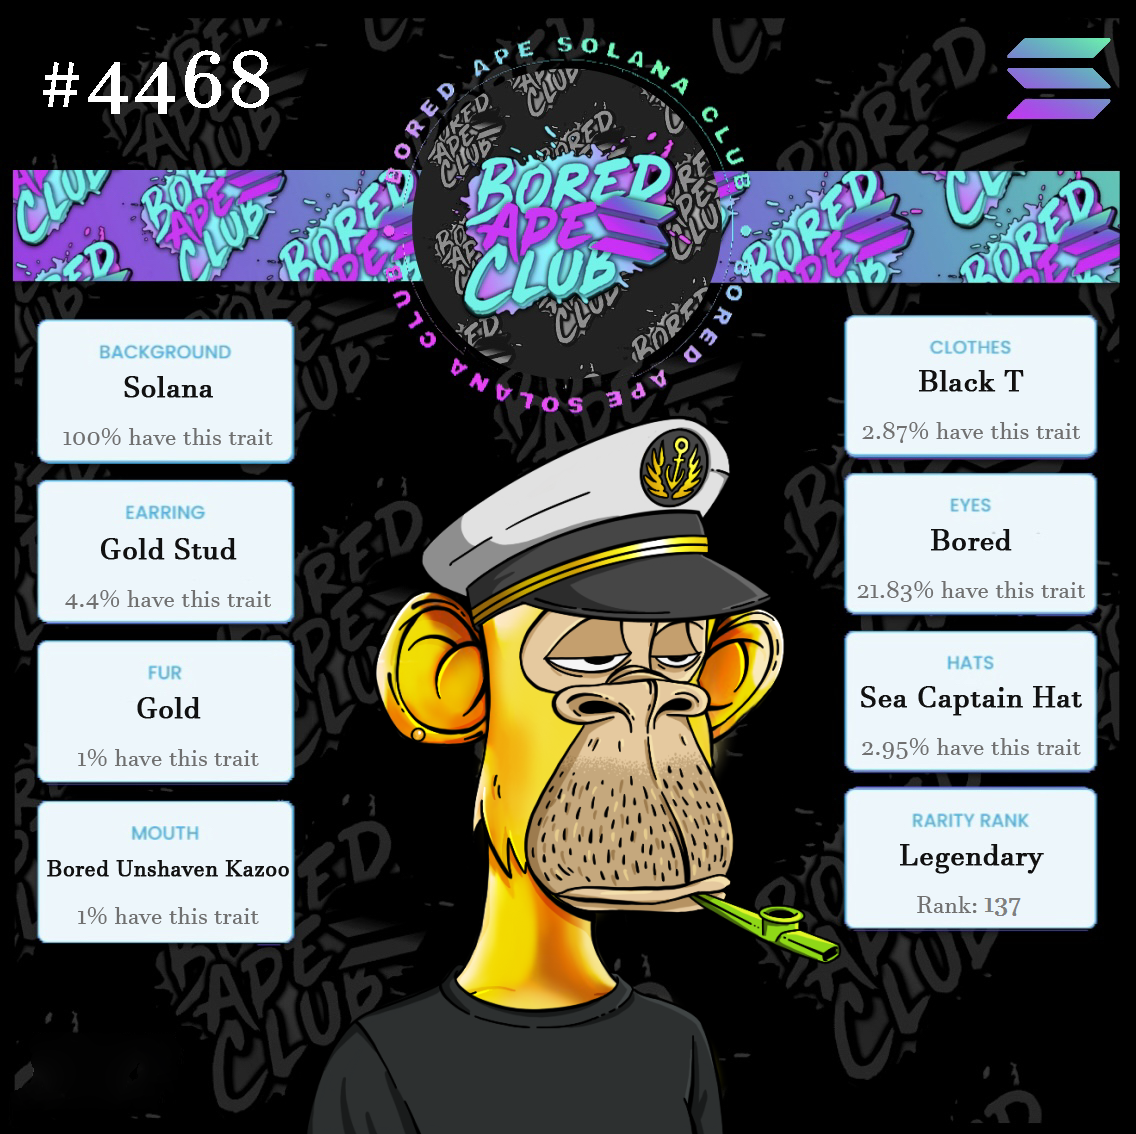 #4468
BORED APE SOLANA CLUB
BORED APE SOLANA CLUB
BORED
APE
CLUB
BACKGROUND
Solana
100% have this trait
EARRING
Gold Stud
4.4% have this trait
FUR
Gold
1% have this trait
MOUTH
Bored Unshaven Kazoo
1% have this trait
CLOTHES
Black T
2.87% have this trait
EYES
Bored
21.83% have this trait
HATS
Sea Captain Hat
2.95% have this trait
RARITY RANK
Legendary
Rank: 137